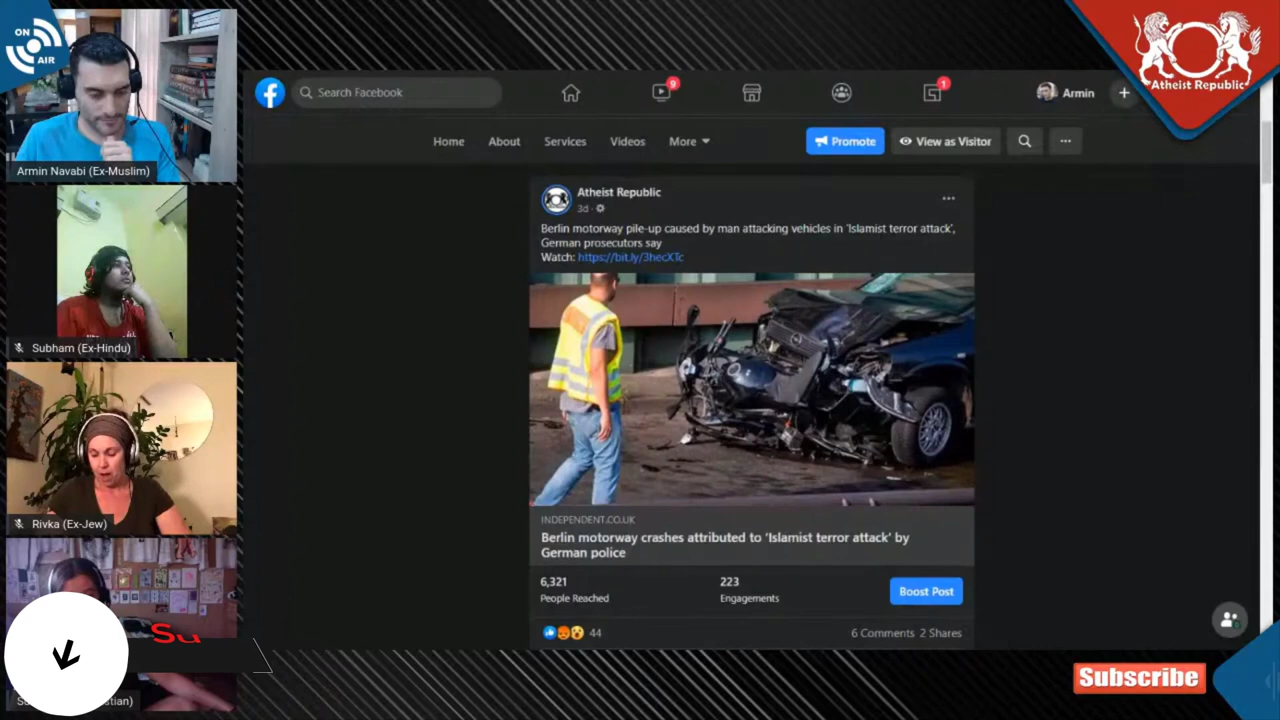 ON
AIR
Armin Navabi (Ex-Muslim)
Subham (Ex-Hindu)
Rivka (Ex-Jew)
Su
Search Facebook
9
1
Armin
Atheist Republic
Home
About
Services
Videos
More
Promote
View as Visitor
Atheist Republic
3d
Berlin motorway pile-up caused by man attacking vehicles in 'Islamist terror attack',
German prosecutors say
Watch: https://bit.ly/3hecXTc
INDEPENDENT.CO.UK
Berlin motorway crashes attributed to 'Islamist terror attack' by
German police
6,321
People Reached
223
Engagements
Boost Post
44
6 Comments 2 Shares
Subscribe